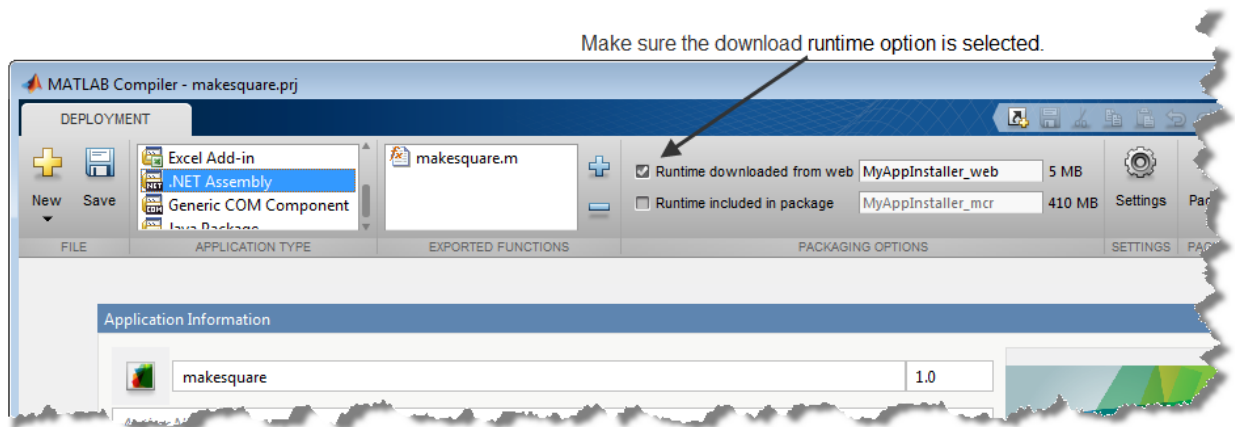 Make sure the download runtime option is selected.
MATLAB Compiler - makesquare.prj
DEPLOYMENT
New
Save
FILE
Excel Add-in
.NET Assembly
Generic COM Component
Java Package
APPLICATION TYPE
makesquare.m
EXPORTED FUNCTIONS
Runtime downloaded from web MyAppInstaller_web 5 MB
Runtime included in package MyAppInstaller_mcr 410 MB
PACKAGING OPTIONS
Settings
SETTINGS
Application Information
makesquare 1.0